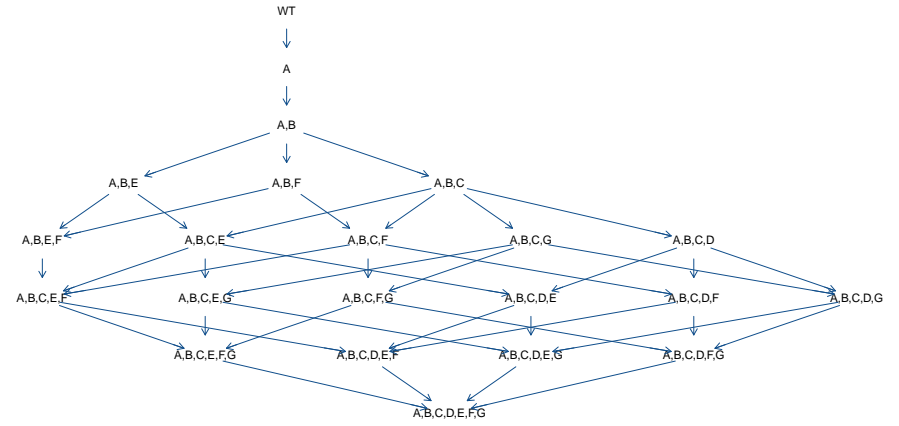 WT
A
A,B
A,B,E A,B,F A,B,C
A,B,E,F A,B,C,E A,B,C,F A,B,C,G A,B,C,D
A,B,C,E,F A,B,C,E,G A,B,C,F,G A,B,C,D,E A,B,C,D,F A,B,C,D,G
A,B,C,E,F,G A,B,C,D,E,F A,B,C,D,E,G A,B,C,D,F,G
A,B,C,D,E,F,G